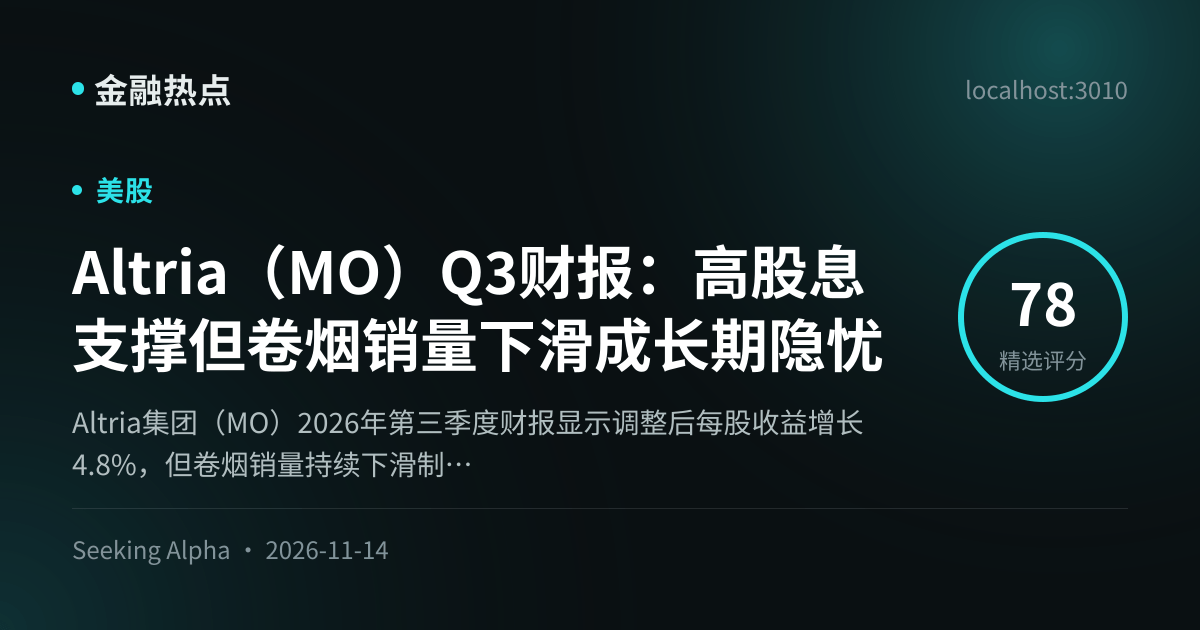 金融热点
localhost:3010
美股
Altria（MO）Q3财报：高股息
支撑但卷烟销量下滑成长期隐忧
78
精选评分
Altria集团（MO）2026年第三季度财报显示调整后每股收益增长
4.8%，但卷烟销量持续下滑制…
Seeking Alpha · 2026-11-14